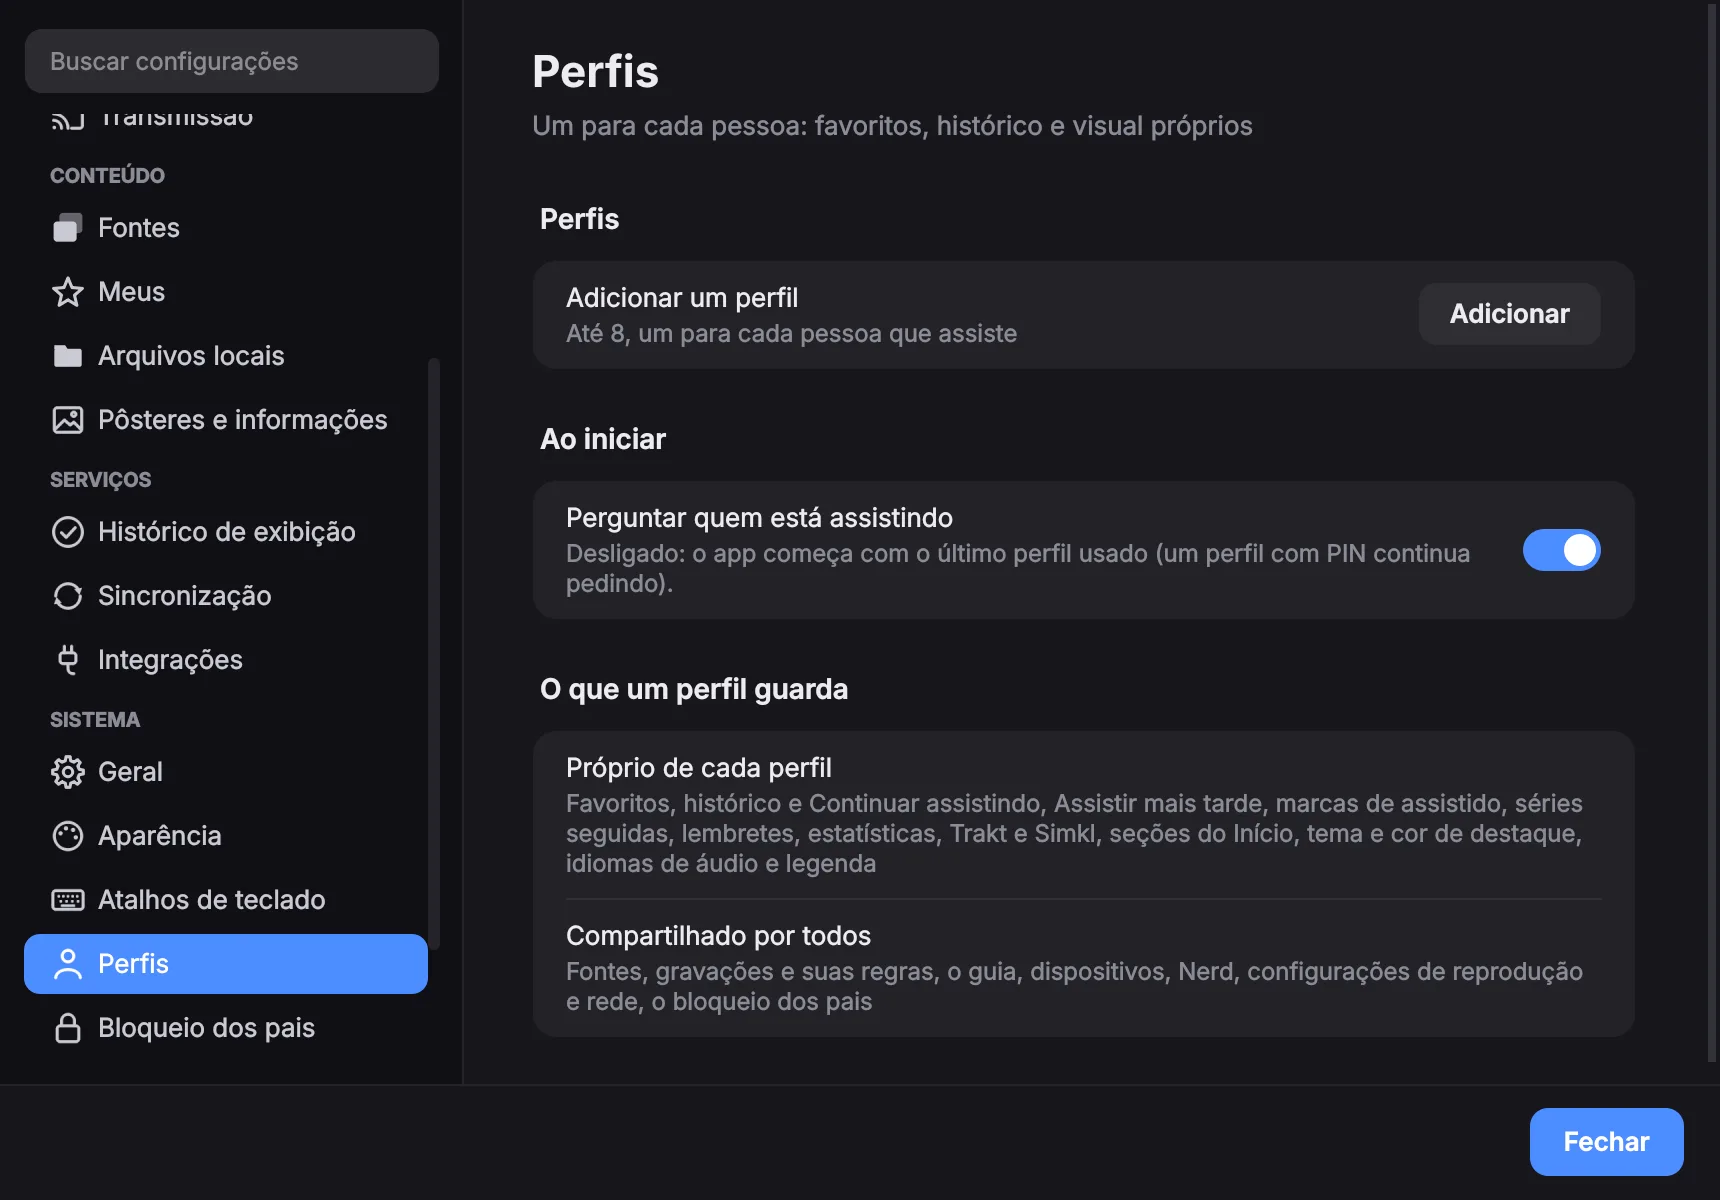 Buscar configurações
Transmissão
CONTEÚDO
Fontes
Meus
Arquivos locais
Pôsteres e informações
SERVIÇOS
Histórico de exibição
Sincronização
Integrações
SISTEMA
Geral
Aparência
Atalhos de teclado
Perfis
Bloqueio dos pais
Perfis
Um para cada pessoa: favoritos, histórico e visual próprios
Perfis
Adicionar um perfil
Até 8, um para cada pessoa que assiste
Adicionar
Ao iniciar
Perguntar quem está assistindo
Desligado: o app começa com o último perfil usado (um perfil com PIN continua
pedindo).
O que um perfil guarda
Próprio de cada perfil
Favoritos, histórico e Continuar assistindo, Assistir mais tarde, marcas de assistido, séries
seguidas, lembretes, estatísticas, Trakt e Simkl, seções do Início, tema e cor de destaque,
idiomas de áudio e legenda
Compartilhado por todos
Fontes, gravações e suas regras, o guia, dispositivos, Nerd, configurações de reprodução
e rede, o bloqueio dos pais
Fechar